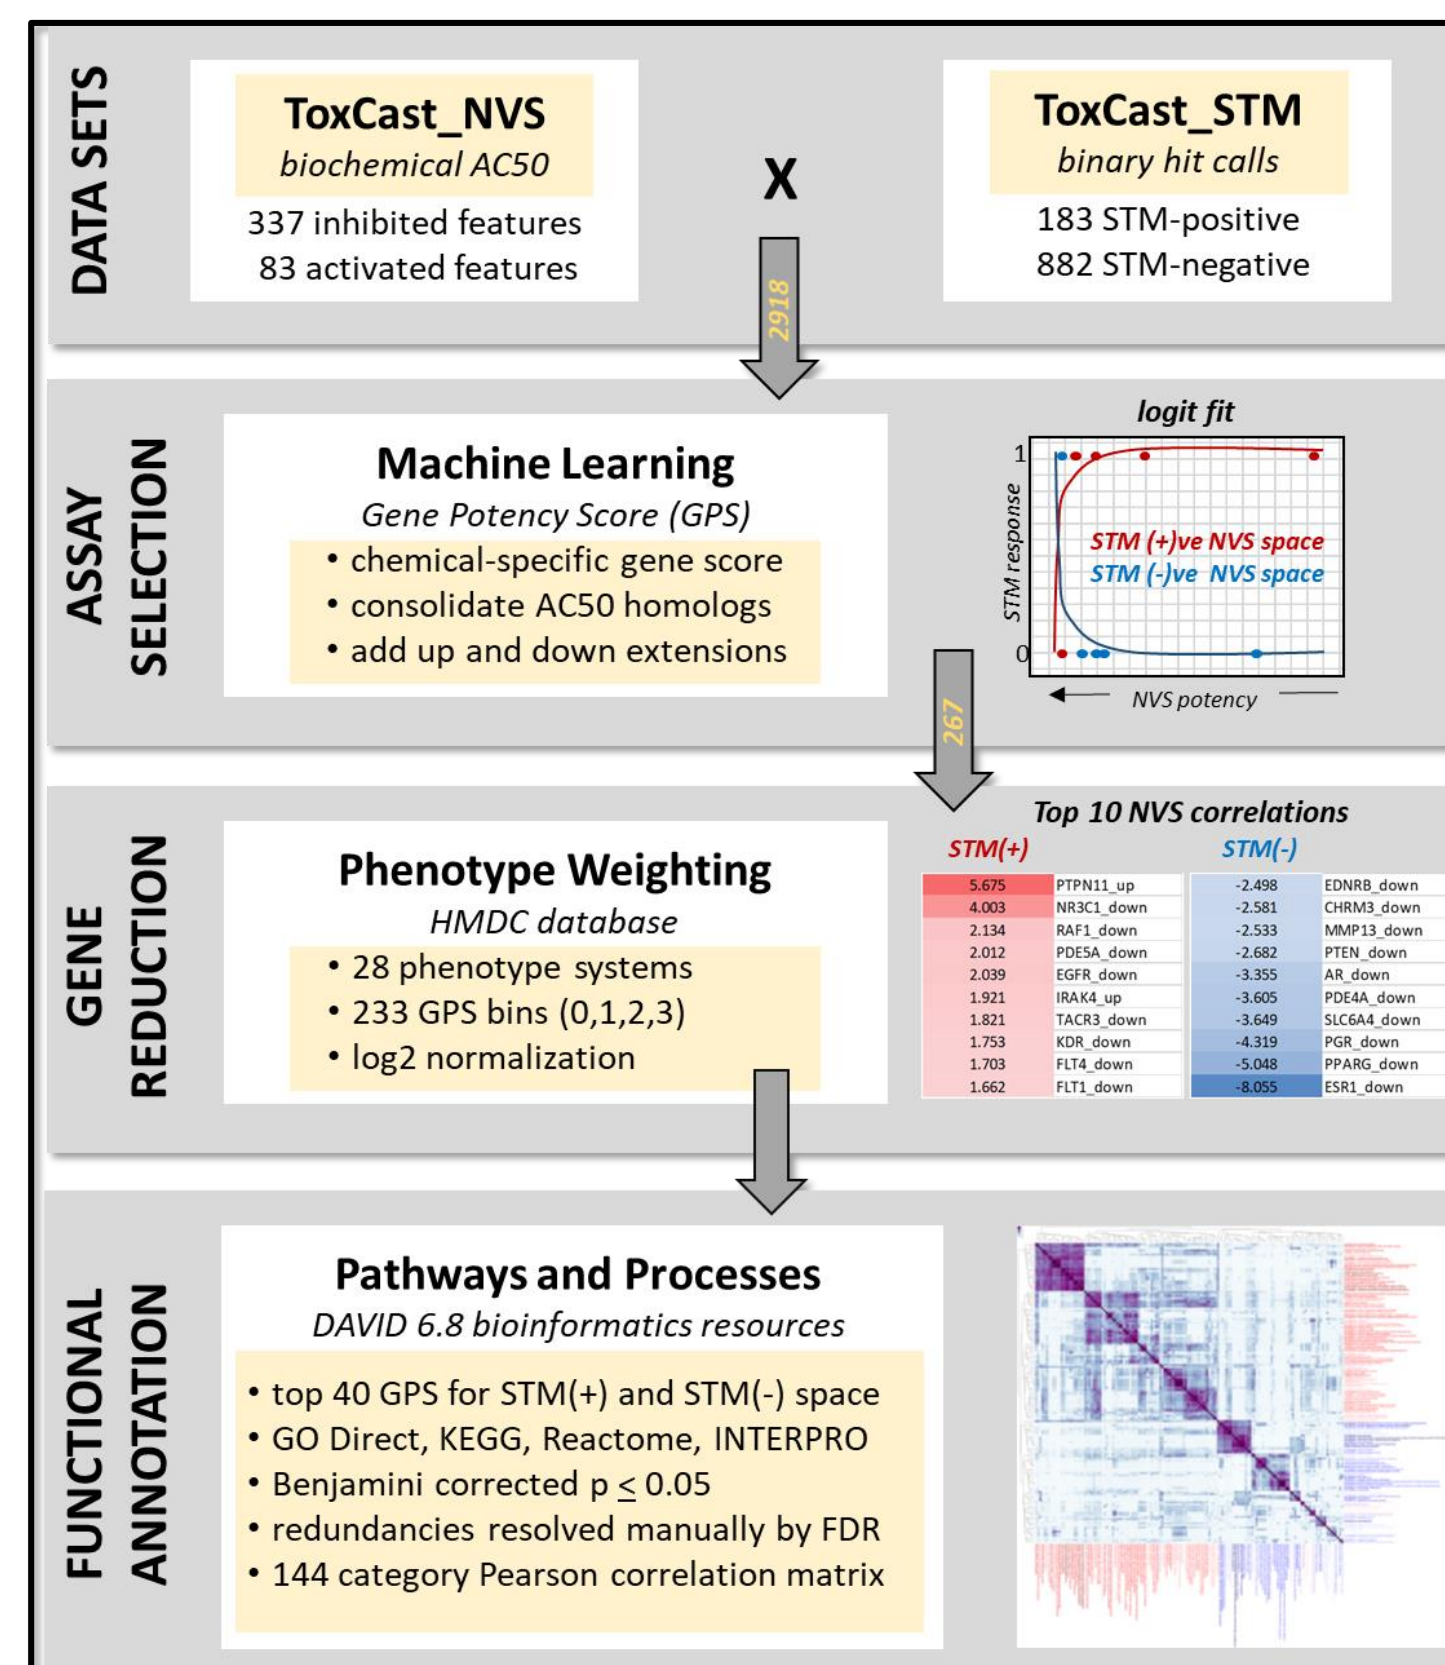 DATA SETS
ToxCast_NVS
biochemical AC50
337 inhibited features
83 activated features
X
2918
ToxCast_STM
binary hit calls
183 STM-positive
882 STM-negative
ASSAY
SELECTION
Machine Learning
Gene Potency Score (GPS)
• chemical-specific gene score
• consolidate AC50 homologs
• add up and down extensions
logit fit
1
STM response
STM (+)ve NVS space
STM (-)ve NVS space
0
NVS potency
267
GENE
REDUCTION
Phenotype Weighting
HMDC database
• 28 phenotype systems
• 233 GPS bins (0,1,2,3)
• log2 normalization
Top 10 NVS correlations
STM(+) STM(-)
5.675 PTPN11_up -2.498 EDNRB_down
4.003 NR3C1_down -2.581 CHRM3_down
2.134 RAF1_down -2.533 MMP13_down
2.012 PDE5A_down -2.682 PTEN_down
2.039 EGFR_down -3.355 AR_down
1.921 IRAK4_up -3.605 PDE4A_down
1.821 TACR3_down -3.649 SLC6A4_down
1.753 KDR_down -4.319 PGR_down
1.703 FLT4_down -5.048 PPARG_down
1.662 FLT1_down -8.055 ESR1_down
FUNCTIONAL
ANNOTATION
Pathways and Processes
DAVID 6.8 bioinformatics resources
• top 40 GPS for STM(+) and STM(-) space
• GO Direct, KEGG, Reactome, INTERPRO
• Benjamini corrected p ≤ 0.05
• redundancies resolved manually by FDR
• 144 category Pearson correlation matrix